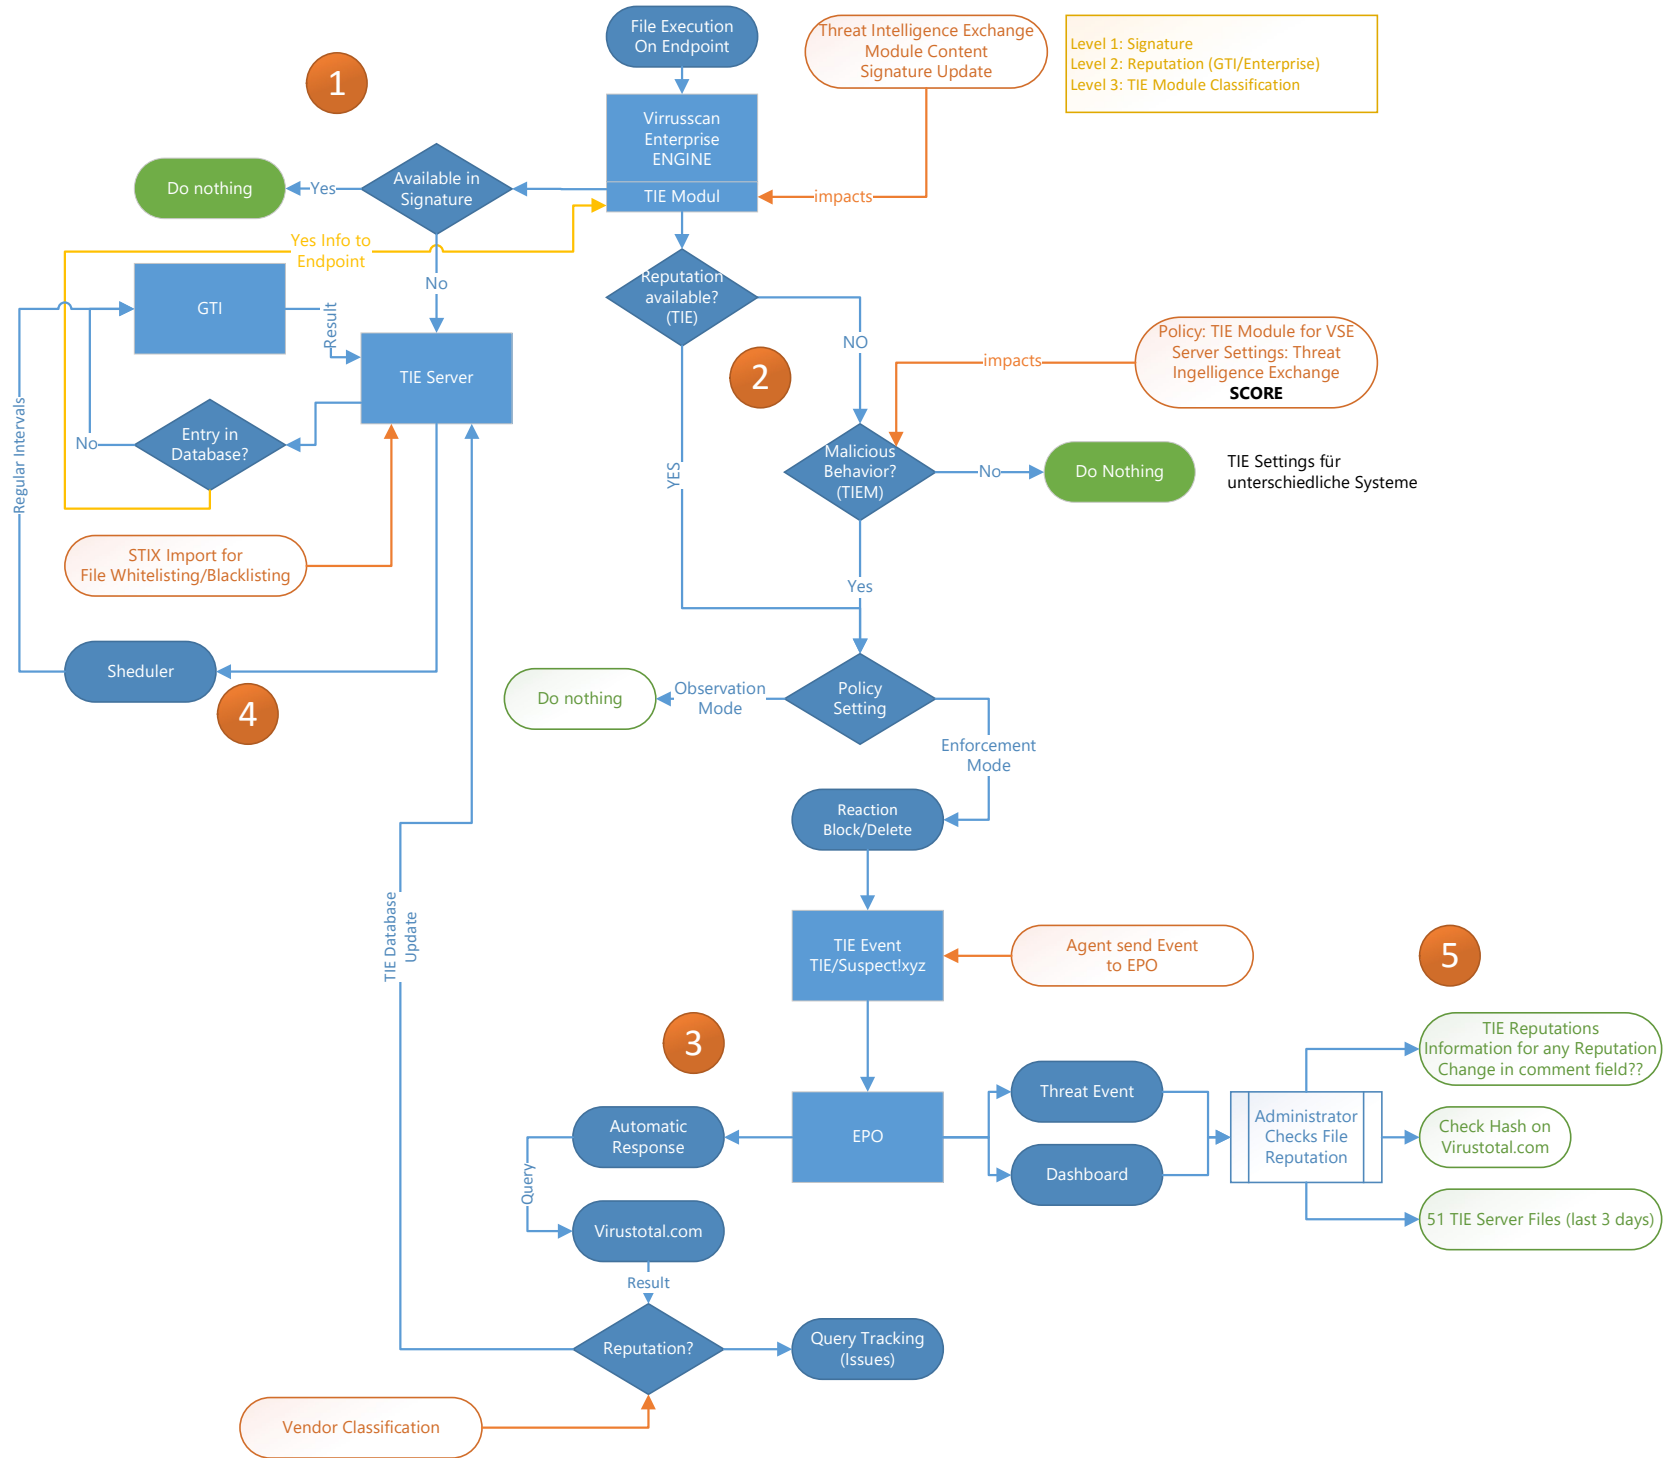 File Execution
On Endpoint
Threat Intelligence Exchange
Module Content
Signature Update
Level 1: Signature
Level 2: Reputation (GTI/Enterprise)
Level 3: TIE Module Classification
1
Virrusscan
Enterprise
ENGINE
TIE Modul
impacts
Do nothing
Yes
Available in
Signature
Yes Info to
Endpoint
No
Reputation
available?
(TIE)
GTI
Result
NO
TIE Server
2
impacts
Policy: TIE Module for VSE
Server Settings: Threat
Ingelligence Exchange
SCORE
Regular Intervals
No
Entry in
Database?
YES
Malicious
Behavior?
(TIEM)
No
Do Nothing
TIE Settings für
unterschiedliche Systeme
STIX Import for
File Whitelisting/Blacklisting
Yes
Sheduler
4
Do nothing
Observation
Mode
Policy
Setting
Enforcement
Mode
Reaction
Block/Delete
TIE Database
Update
TIE Event
TIE/Suspect!xyz
Agent send Event
to EPO
5
3
TIE Reputations
Information for any Reputation
Change in comment field??
Automatic
Response
EPO
Threat Event
Dashboard
Administrator
Checks File
Reputation
Check Hash on
Virustotal.com
Query
Virustotal.com
51 TIE Server Files (last 3 days)
Result
Reputation?
Query Tracking
(Issues)
Vendor Classification